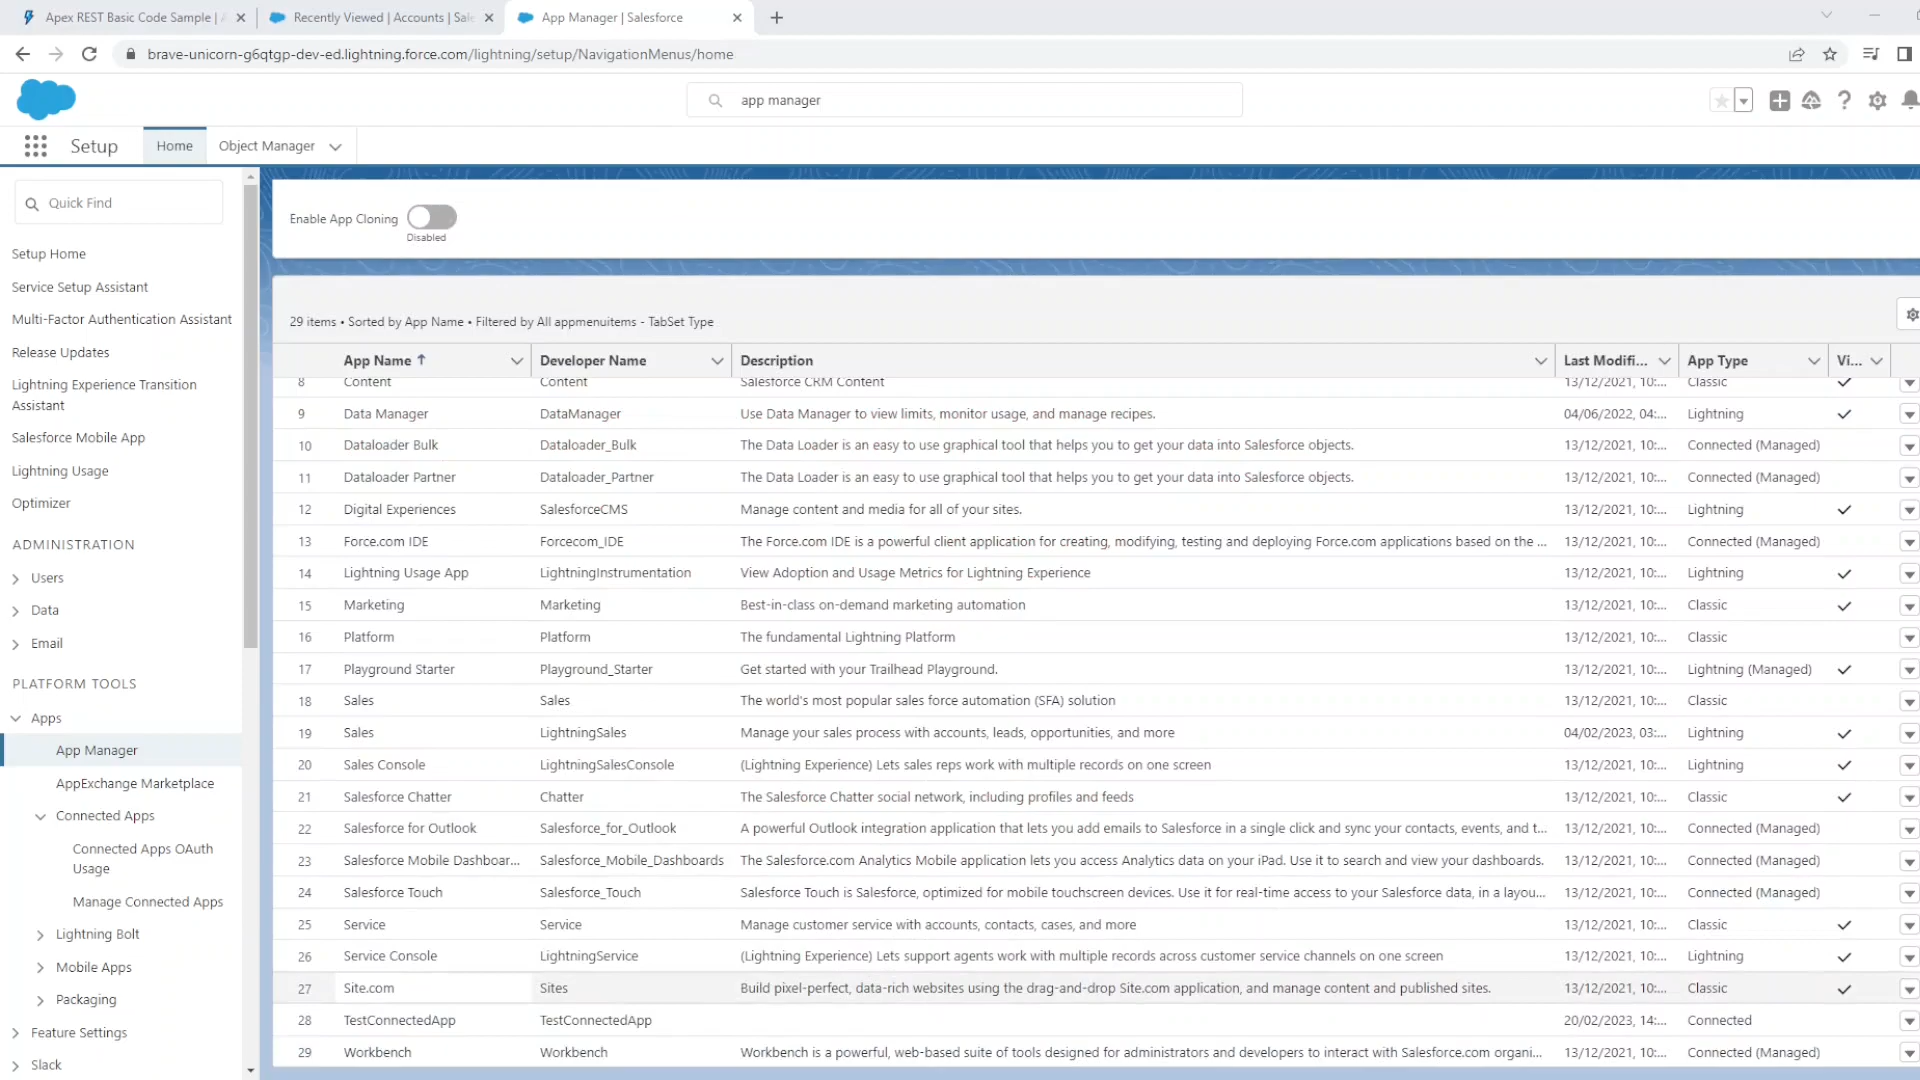 Apex REST Basic Code Sample |
Recently Viewed | Accounts | Sal
App Manager | Salesforce
brave-unicorn-g6qtgp-dev-ed.lightning.force.com/lightning/setup/NavigationMenus/home
app manager
Setup
Home
Object Manager
Quick Find
Setup Home
Service Setup Assistant
Multi-Factor Authentication Assistant
Release Updates
Lightning Experience Transition
Assistant
Salesforce Mobile App
Lightning Usage
Optimizer
ADMINISTRATION
Users
Data
Email
PLATFORM TOOLS
Apps
App Manager
AppExchange Marketplace
Connected Apps
Connected Apps OAuth
Usage
Manage Connected Apps
Lightning Bolt
Mobile Apps
Packaging
Feature Settings
Slack
Enable App Cloning
Disabled
29 items • Sorted by App Name • Filtered by All appmenuitems - TabSet Type
App Name ↑ Developer Name Description Last Modifi... App Type Vi...
8 Content Content Salesforce CRM Content 13/12/2021, 10:... Classic
9 Data Manager DataManager Use Data Manager to view limits, monitor usage, and manage recipes. 04/06/2022, 04:... Lightning
10 Dataloader Bulk Dataloader_Bulk The Data Loader is an easy to use graphical tool that helps you to get your data into Salesforce objects. 13/12/2021, 10:... Connected (Managed)
11 Dataloader Partner Dataloader_Partner The Data Loader is an easy to use graphical tool that helps you to get your data into Salesforce objects. 13/12/2021, 10:... Connected (Managed)
12 Digital Experiences SalesforceCMS Manage content and media for all of your sites. 13/12/2021, 10:... Lightning
13 Force.com IDE Forcecom_IDE The Force.com IDE is a powerful client application for creating, modifying, testing and deploying Force.com applications based on the ... 13/12/2021, 10:... Connected (Managed)
14 Lightning Usage App LightningInstrumentation View Adoption and Usage Metrics for Lightning Experience 13/12/2021, 10:... Lightning
15 Marketing Marketing Best-in-class on-demand marketing automation 13/12/2021, 10:... Classic
16 Platform Platform The fundamental Lightning Platform 13/12/2021, 10:... Classic
17 Playground Starter Playground_Starter Get started with your Trailhead Playground. 13/12/2021, 10:... Lightning (Managed)
18 Sales Sales The world's most popular sales force automation (SFA) solution 13/12/2021, 10:... Classic
19 Sales LightningSales Manage your sales process with accounts, leads, opportunities, and more 04/02/2023, 03:... Lightning
20 Sales Console LightningSalesConsole (Lightning Experience) Lets sales reps work with multiple records on one screen 13/12/2021, 10:... Lightning
21 Salesforce Chatter Chatter The Salesforce Chatter social network, including profiles and feeds 13/12/2021, 10:... Classic
22 Salesforce for Outlook Salesforce_for_Outlook A powerful Outlook integration application that lets you add emails to Salesforce in a single click and sync your contacts, events, and t... 13/12/2021, 10:... Connected (Managed)
23 Salesforce Mobile Dashboar... Salesforce_Mobile_Dashboards The Salesforce.com Analytics Mobile application lets you access Analytics data on your iPad. Use it to search and view your dashboards. 13/12/2021, 10:... Connected (Managed)
24 Salesforce Touch Salesforce_Touch Salesforce Touch is Salesforce, optimized for mobile touchscreen devices. Use it for real-time access to your Salesforce data, in a layou... 13/12/2021, 10:... Connected (Managed)
25 Service Service Manage customer service with accounts, contacts, cases, and more 13/12/2021, 10:... Classic
26 Service Console LightningService (Lightning Experience) Lets support agents work with multiple records across customer service channels on one screen 13/12/2021, 10:... Lightning
27 Site.com Sites Build pixel-perfect, data-rich websites using the drag-and-drop Site.com application, and manage content and published sites. 13/12/2021, 10:... Classic
28 TestConnectedApp TestConnectedApp 20/02/2023, 14:... Connected
29 Workbench Workbench Workbench is a powerful, web-based suite of tools designed for administrators and developers to interact with Salesforce.com organi... 13/12/2021, 10:... Connected (Managed)